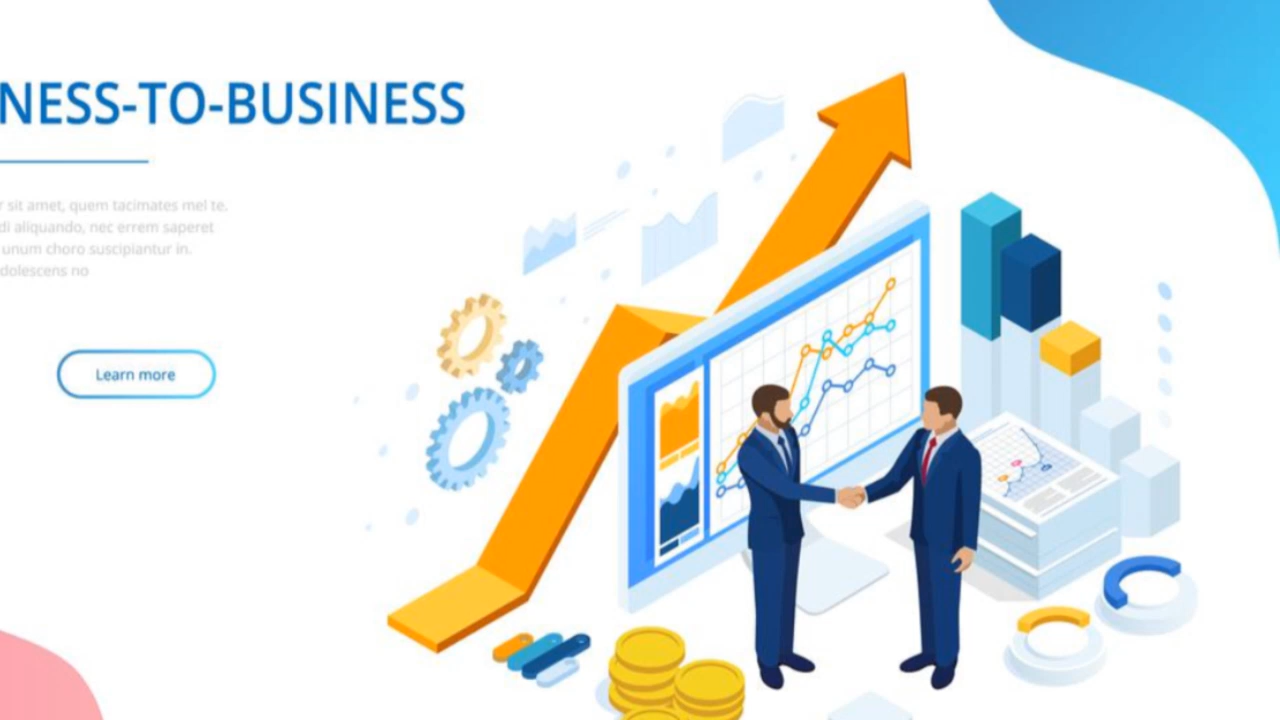 NESS-TO-BUSINESS
r sit amet, quem tacimates mel te,
di aliquando, nec errem saperet
unum choro suscipiantur in.
dolescens no
Learn more